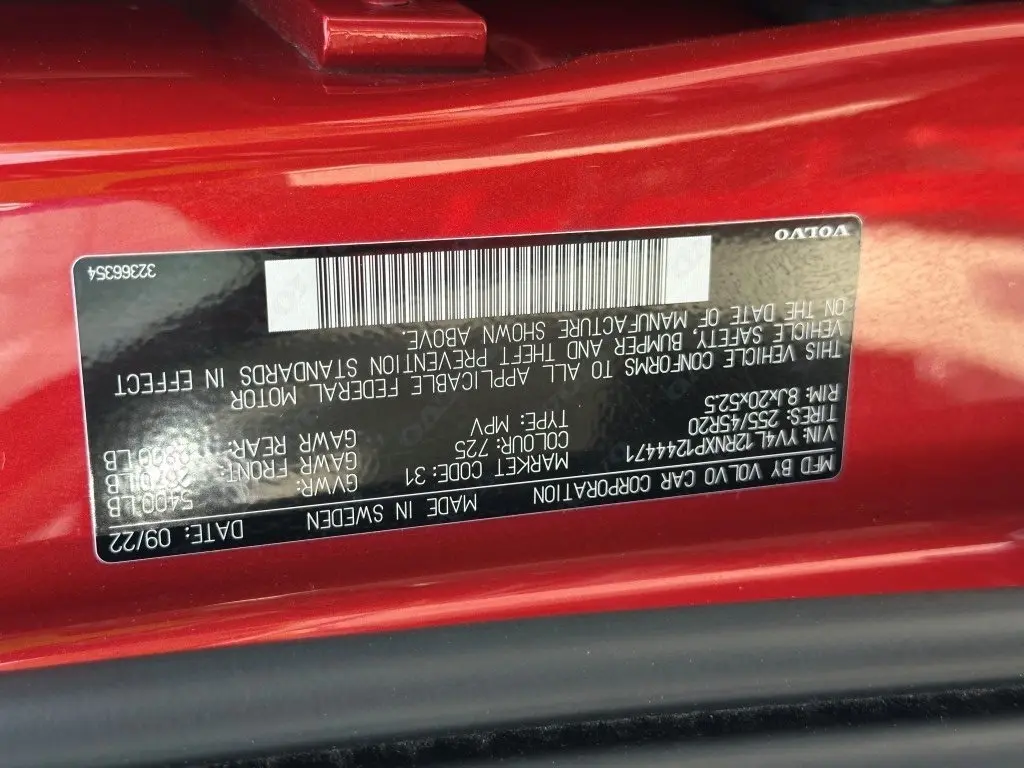 MFD BY VOLVO CAR CORPORATION MADE IN SWEDEN DATE: 09/22
VIN: YV4L12RNXP1244471 MARKET CODE: 31 GVWR: 5400 LB
TIRES: 255/45R20 COLOUR: 725 GAWR FRONT: LB
RIM: 8Jx20x52.5 TYPE: MPV GAWR REAR: LB
THIS VEHICLE CONFORMS TO ALL APPLICABLE FEDERAL MOTOR
VEHICLE SAFETY, BUMPER AND THEFT PREVENTION STANDARDS IN EFFECT
ON THE DATE OF MANUFACTURE SHOWN ABOVE.
VOLVO 32366354